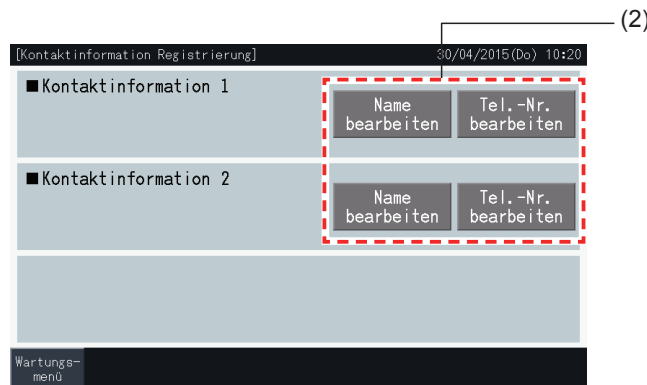 (2)
[Kontaktinformation Registrierung] 30/04/2015(Do) 10:20
■Kontaktinformation 1
Name bearbeiten
Tel.-Nr. bearbeiten
■Kontaktinformation 2
Name bearbeiten
Tel.-Nr. bearbeiten
Wartungs-
menü